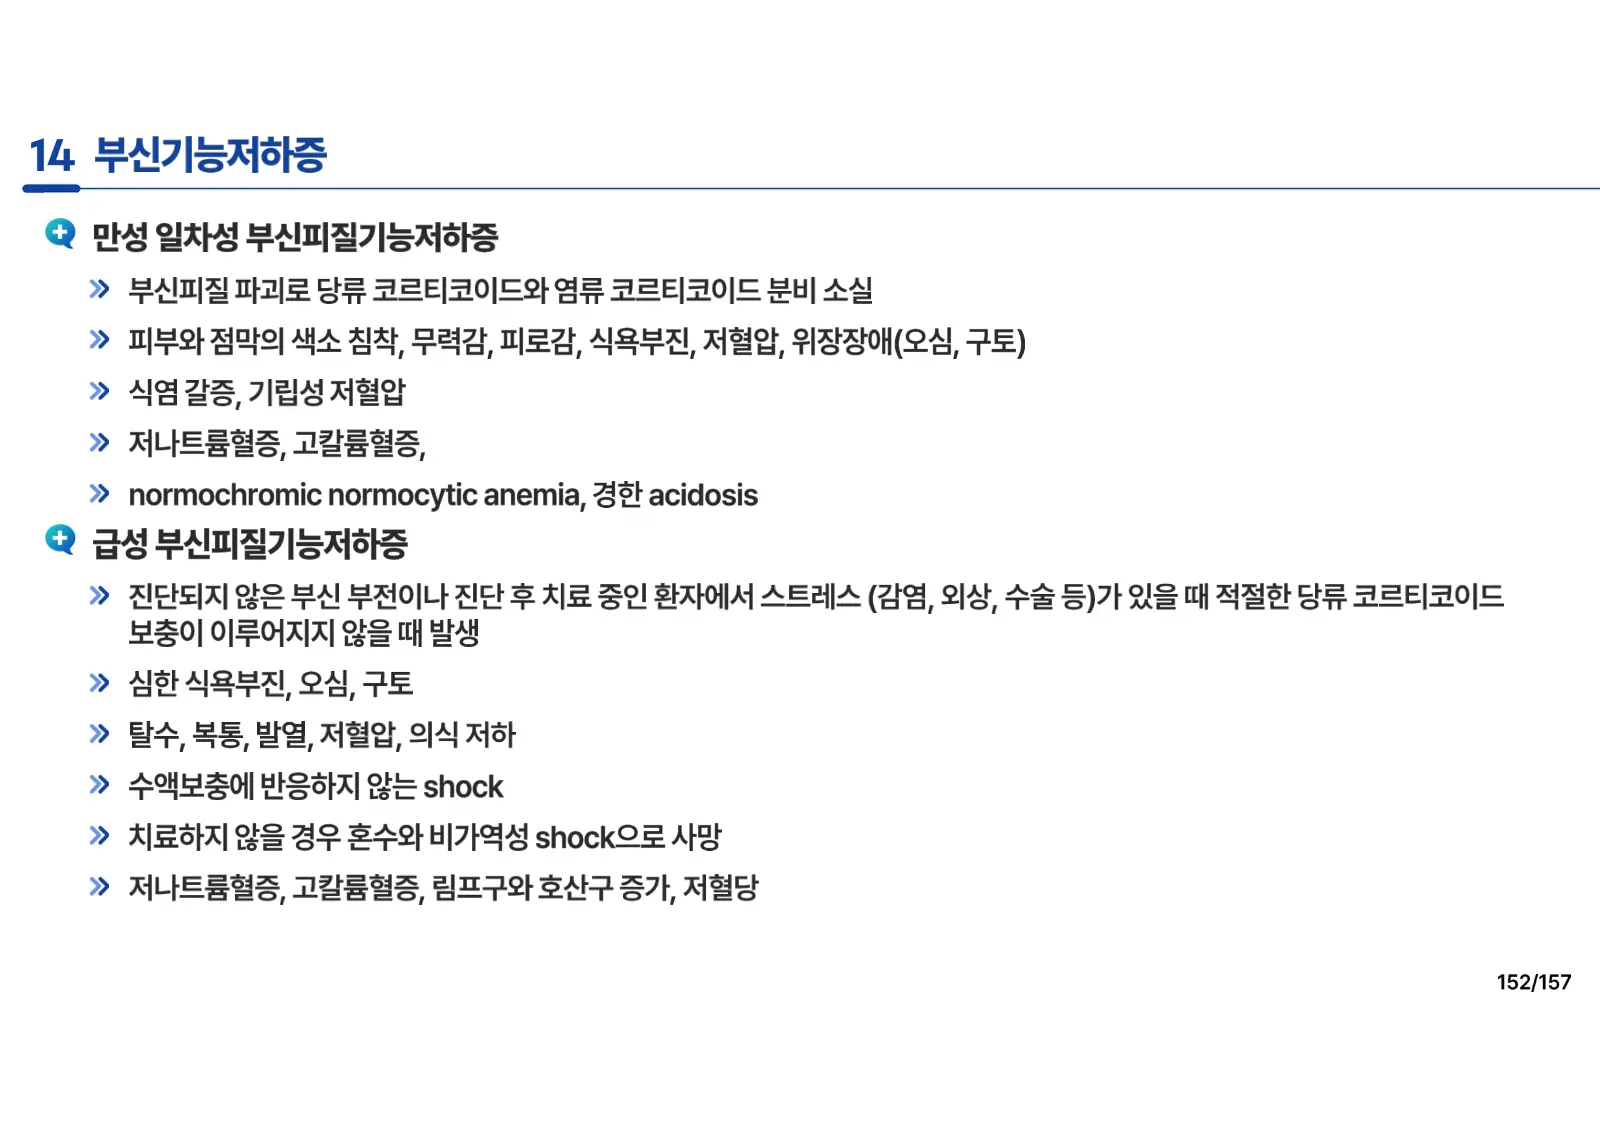 14 부신기능저하증
만성 일차성 부신피질기능저하증
부신피질 파괴로 당류 코르티코이드와 염류 코르티코이드 분비 소실
피부와 점막의 색소 침착, 무력감, 피로감, 식욕부진, 저혈압, 위장장애(오심, 구토)
식염 갈증, 기립성 저혈압
저나트륨혈증, 고칼륨혈증,
normochromic normocytic anemia, 경한 acidosis
급성 부신피질기능저하증
진단되지 않은 부신 부전이나 진단 후 치료 중인 환자에서 스트레스 (감염, 외상, 수술 등)가 있을 때 적절한 당류 코르티코이드
보충이 이루어지지 않을 때 발생
심한 식욕부진, 오심, 구토
탈수, 복통, 발열, 저혈압, 의식 저하
수액보충에 반응하지 않는 shock
치료하지 않을 경우 혼수와 비가역성 shock으로 사망
저나트륨혈증, 고칼륨혈증, 림프구와 호산구 증가, 저혈당
152/157